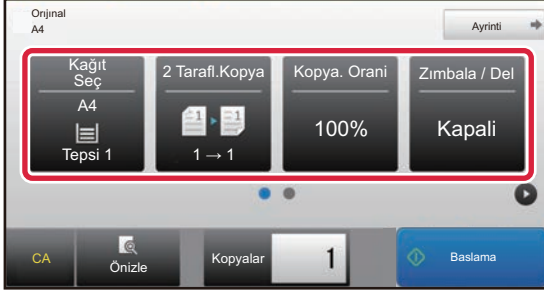 Orıjınal
A4
Ayrinti
Kağıt
Seç
A4
Tepsi 1
2 Tarafl.Kopya
1 → 1
Kopya. Orani
100%
Zımbala / Del
Kapali
CA
Önizle
Kopyalar
1
Baslama